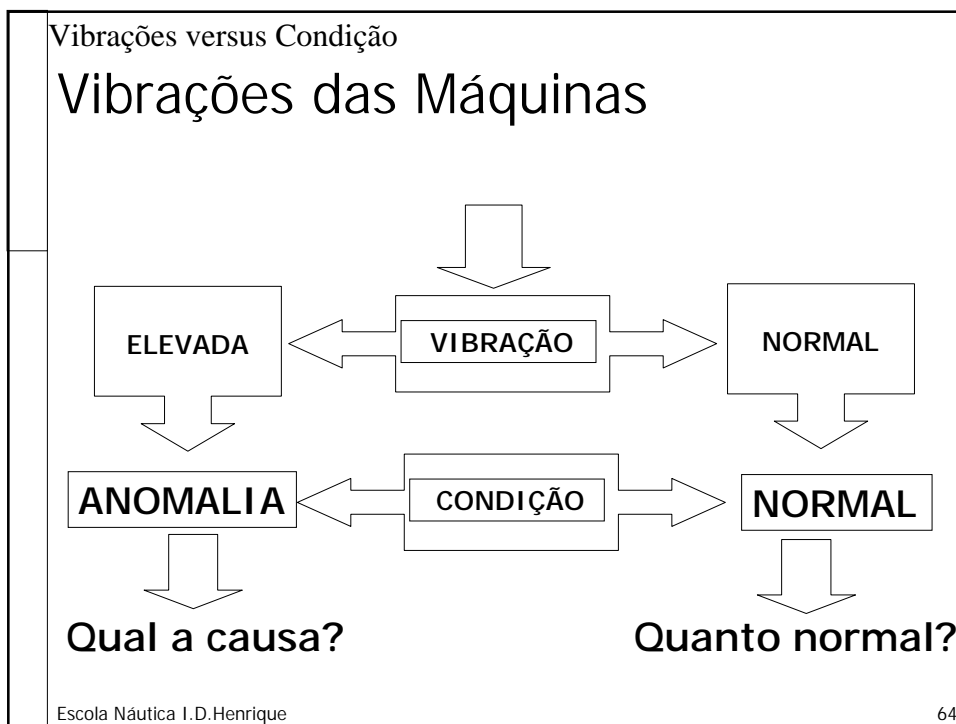 Vibrações versus Condição
Vibrações das Máquinas
ELEVADA
VIBRAÇÃO
NORMAL
ANOMALIA
CONDIÇÃO
NORMAL
Qual a causa?
Quanto normal?
Escola Náutica I.D.Henrique
64